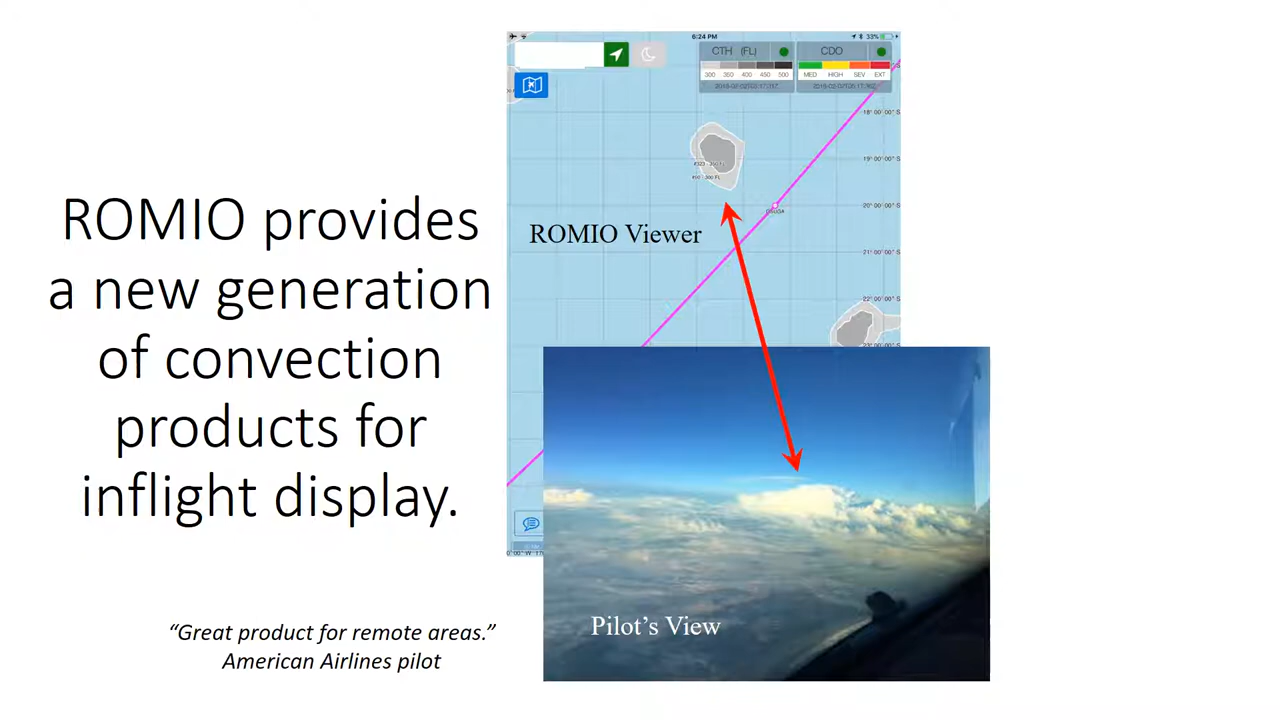 ROMIO provides
a new generation
of convection
products for
inflight display.
“Great product for remote areas.”
American Airlines pilot
6:24 PM
33%
CTH (FL)
300 350 400 450 500
CDO
MED HIGH SEV EXT
18° 00' 00" S
19° 00' 00" S
20° 00' 00" S
21° 00' 00" S
22° 00' 00" S
ROMIO Viewer
Pilot’s View